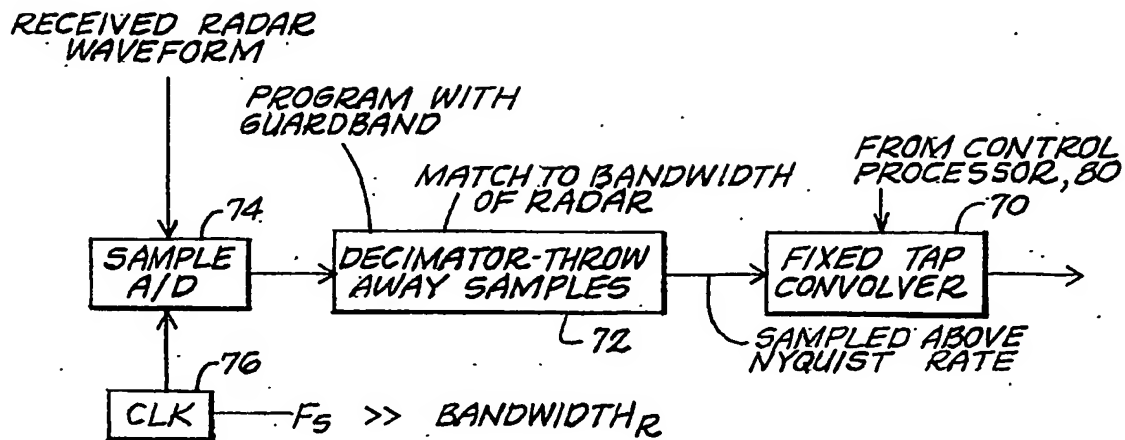 RECEIVED RADAR
WAVEFORM
PROGRAM WITH
GUARDBAND
MATCH TO BANDWIDTH
OF RADAR
FROM CONTROL
PROCESSOR, 80
74
SAMPLE
A/D
DECIMATOR-THROW
AWAY SAMPLES
72
70
FIXED TAP
CONVOLVER
SAMPLED ABOVE
NYQUIST RATE
76
CLK
FS >> BANDWIDTHR